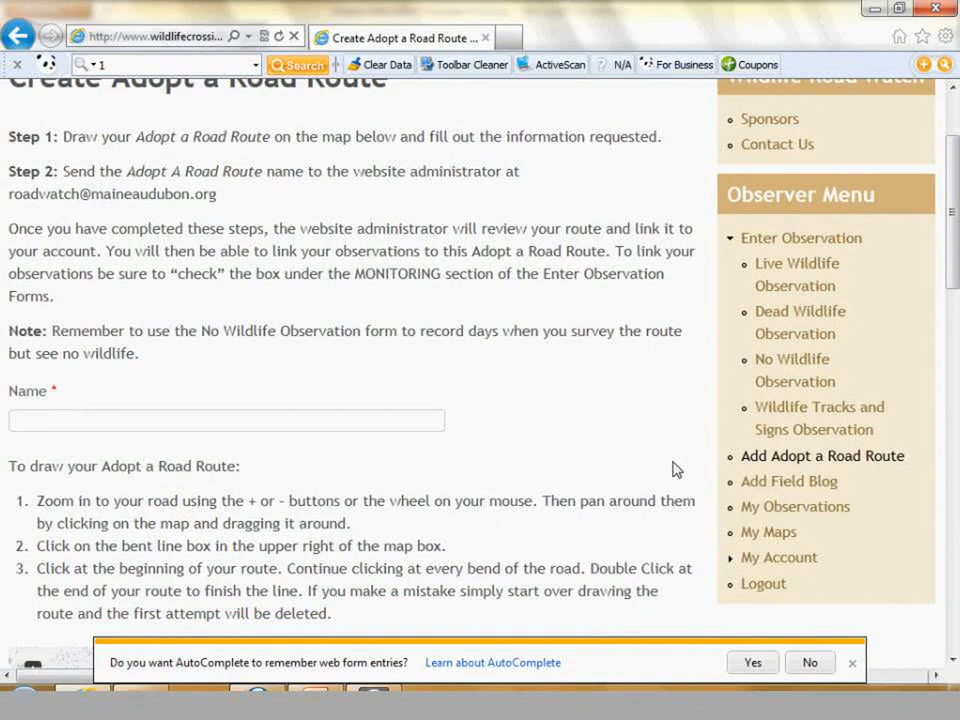 http://www.wildlifecrossi...
Create Adopt a Road Route ...
1
Search
Clear Data
Toolbar Cleaner
ActiveScan
N/A
For Business
Coupons
Create Adopt a Road Route
Step 1: Draw your Adopt a Road Route on the map below and fill out the information requested.
Step 2: Send the Adopt A Road Route name to the website administrator at
roadwatch@maineaudubon.org
Once you have completed these steps, the website administrator will review your route and link it to
your account. You will then be able to link your observations to this Adopt a Road Route. To link your
observations be sure to “check” the box under the MONITORING section of the Enter Observation
Forms.
Note: Remember to use the No Wildlife Observation form to record days when you survey the route
but see no wildlife.
Name *
To draw your Adopt a Road Route:
1. Zoom in to your road using the + or - buttons or the wheel on your mouse. Then pan around them
by clicking on the map and dragging it around.
2. Click on the bent line box in the upper right of the map box.
3. Click at the beginning of your route. Continue clicking at every bend of the road. Double Click at
the end of your route to finish the line. If you make a mistake simply start over drawing the
route and the first attempt will be deleted.
Wildlife Road Watch
Sponsors
Contact Us
Observer Menu
Enter Observation
Live Wildlife
Observation
Dead Wildlife
Observation
No Wildlife
Observation
Wildlife Tracks and
Signs Observation
Add Adopt a Road Route
Add Field Blog
My Observations
My Maps
My Account
Logout
Do you want AutoComplete to remember web form entries?
Learn about AutoComplete
Yes
No